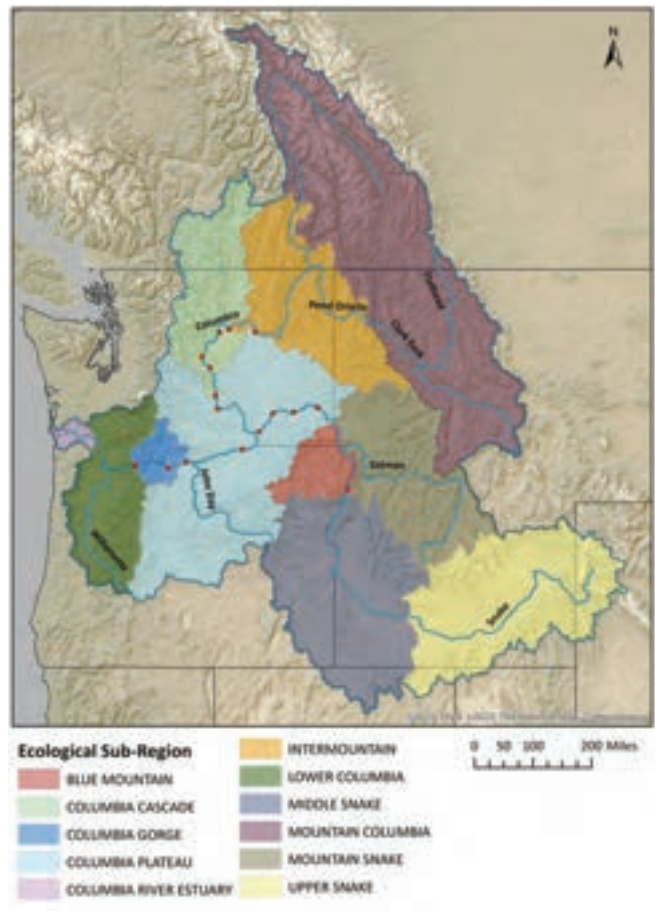 N
Columbia
Pend Oreille
Flathead
Clark Fork
Salmon
John Day
Willamette
Snake
Ecological Sub-Region
BLUE MOUNTAIN
COLUMBIA CASCADE
COLUMBIA GORGE
COLUMBIA PLATEAU
COLUMBIA RIVER ESTUARY
INTERMOUNTAIN
LOWER COLUMBIA
MIDDLE SNAKE
MOUNTAIN COLUMBIA
MOUNTAIN SNAKE
UPPER SNAKE
0 50 100 200 Miles